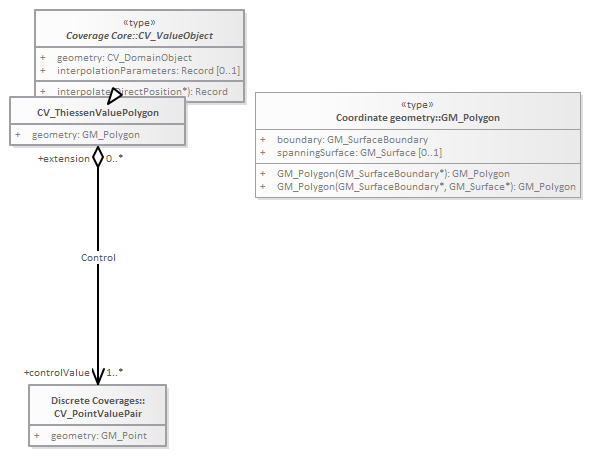 «type»
Coverage Core::CV_ValueObject
+ geometry: CV_DomainObject
+ interpolationParameters: Record [0..1]
+ interpolate(DirectPosition*): Record
CV_ThiessenValuePolygon
+ geometry: GM_Polygon
«type»
Coordinate geometry::GM_Polygon
+ boundary: GM_SurfaceBoundary
+ spanningSurface: GM_Surface [0..1]
+ GM_Polygon(GM_SurfaceBoundary*): GM_Polygon
+ GM_Polygon(GM_SurfaceBoundary*, GM_Surface*): GM_Polygon
+extension 0..*
Control
+controlValue 1..*
Discrete Coverages::
CV_PointValuePair
+ geometry: GM_Point